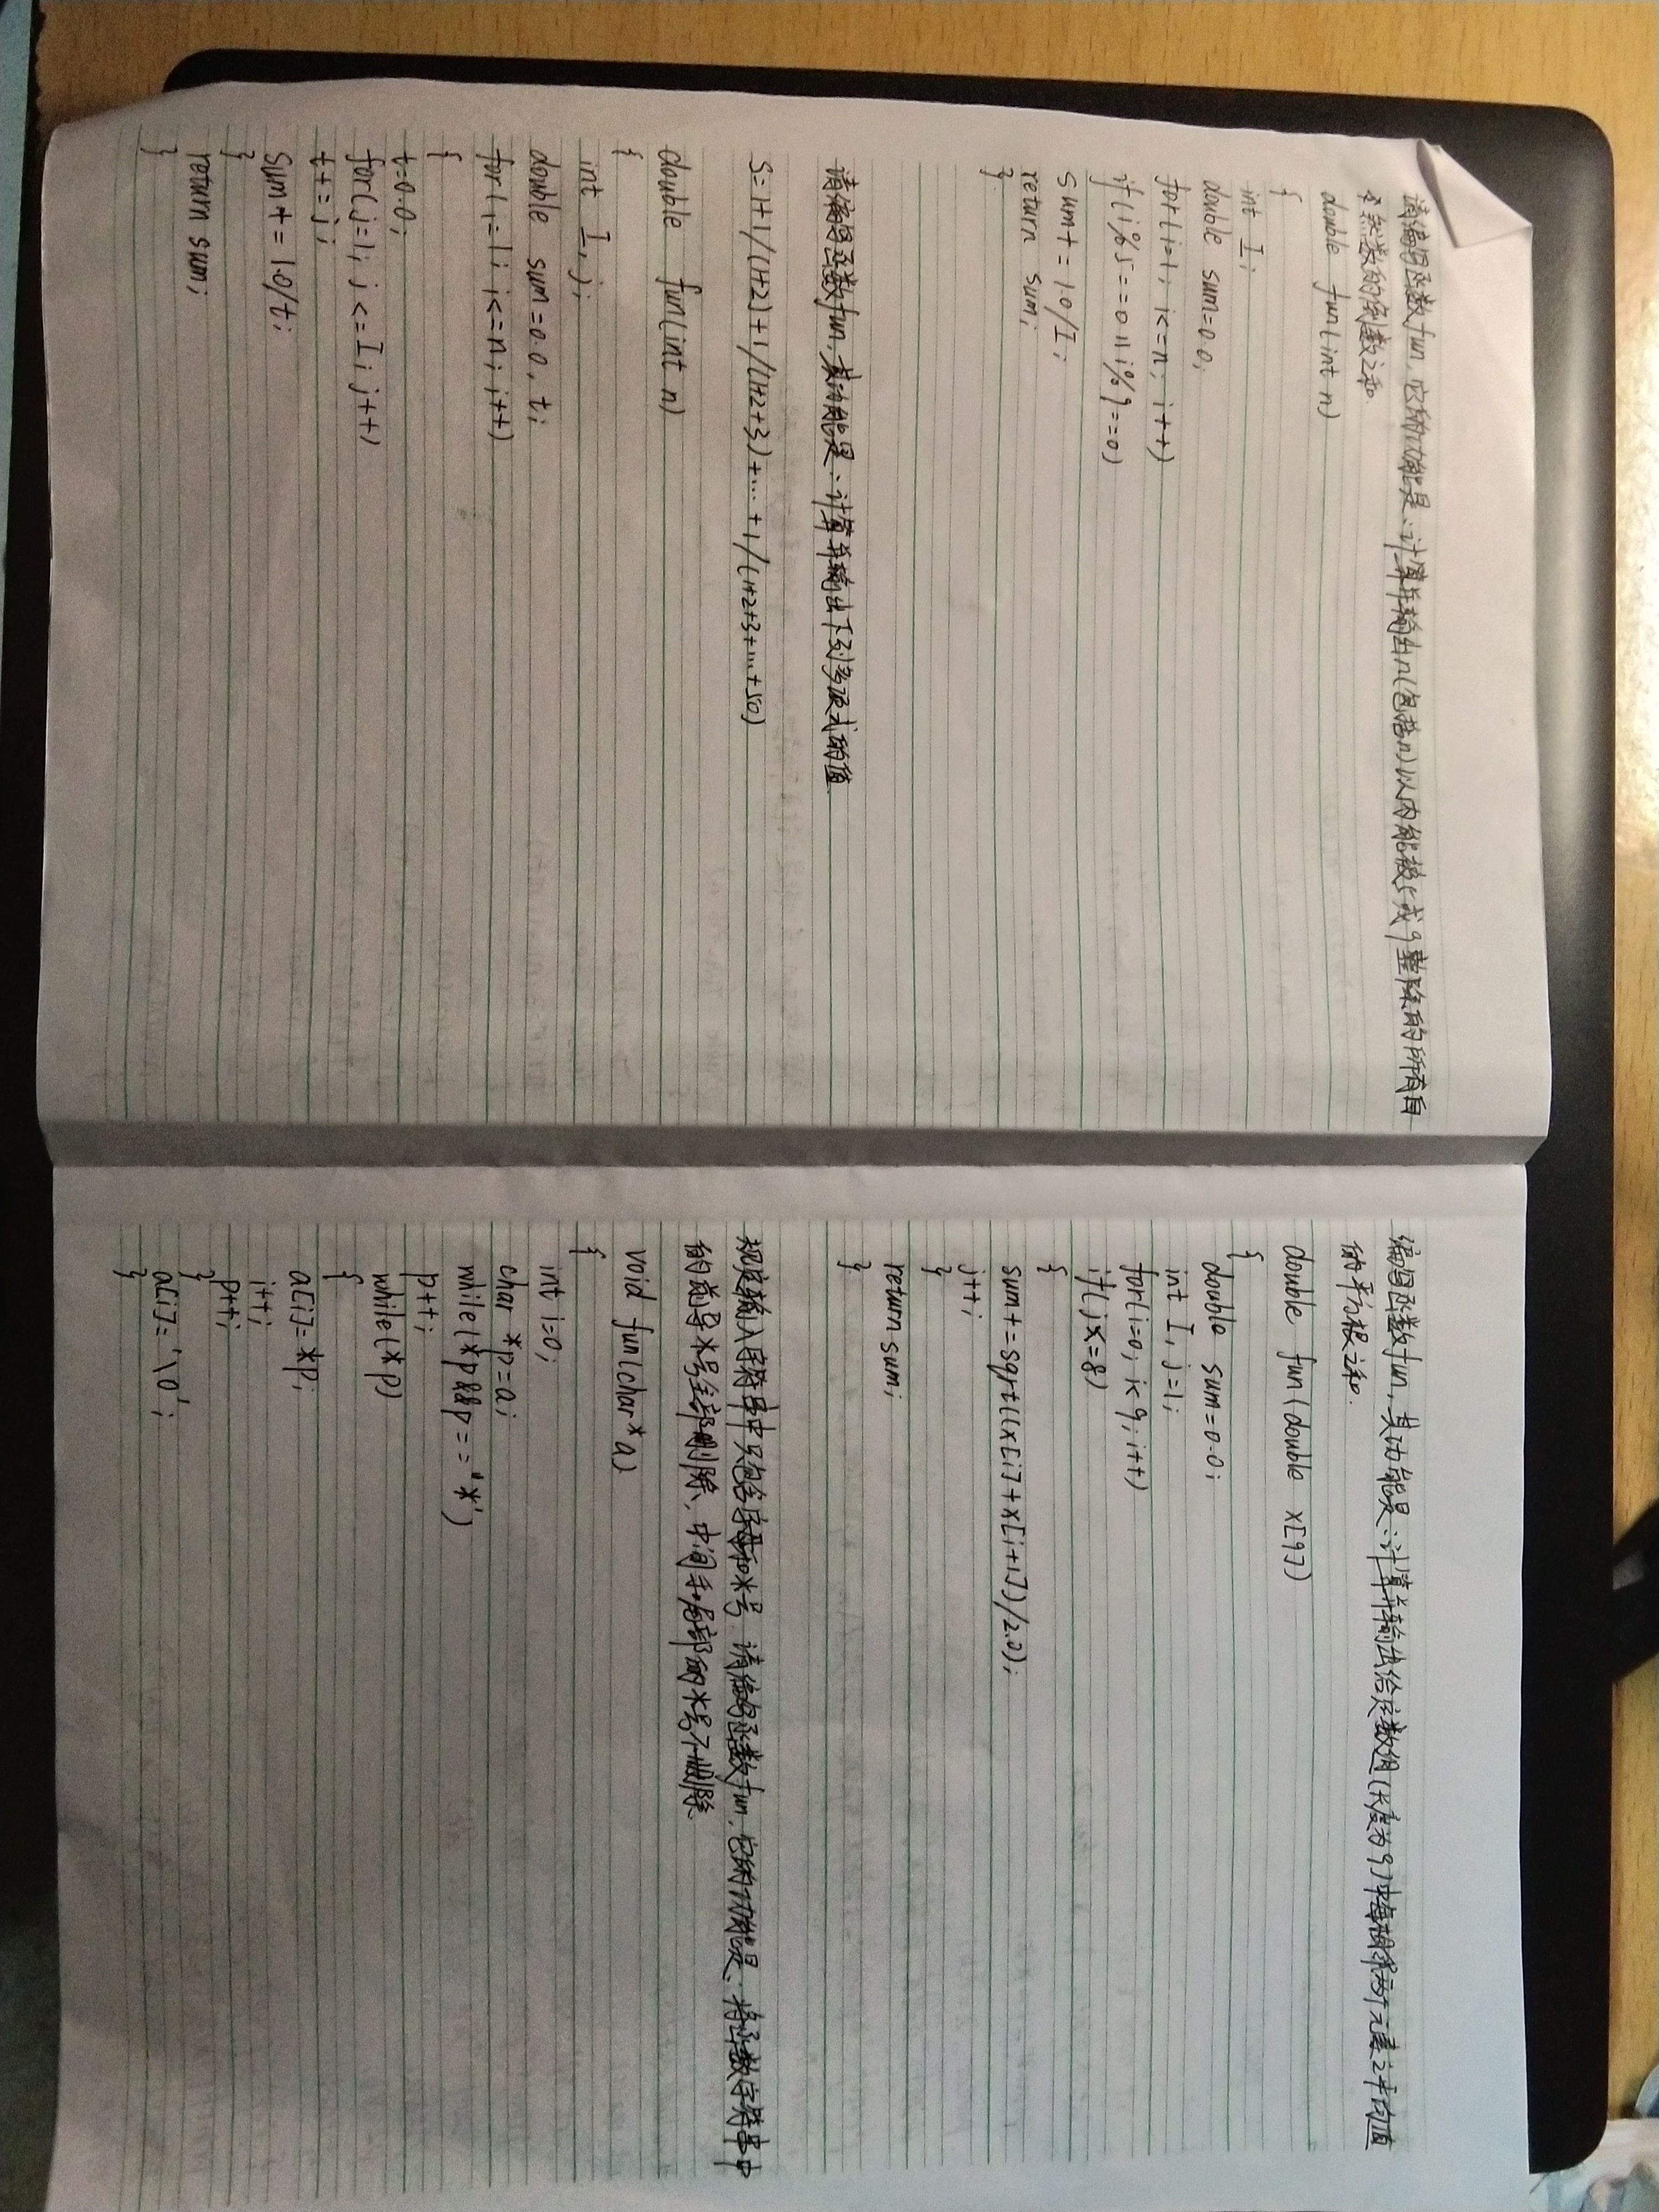 请编写函数fun,它的功能是:计算并输出n(包括n)以内能被5或9整除的所有自
然数的倒数之和.
double fun(int n)
{
int I;
double sum=0.0;
for(i=1; i<=n; i++)
if(i%5==0||i%9==0)
sum+=1.0/I;
return sum;
}
请编写函数fun,其功能是:计算并输出下列多项式的值
S=1+1/(1+2)+1/(1+2+3)+...+1/(1+2+3+...+50)
double fun(int n)
{
int I,j;
double sum=0.0,t;
for(i=1; i<=n; i++)
{
t=0.0;
for(j=1; j<=I; j++)
t+=j;
Sum+=1.0/t;
}
return sum;
}
编写函数fun,其功能是:计算并输出给定数组(长度为9)中每相邻两个元素之平均值
的平方根之和.
double fun(double x[9])
{
double sum=0.0;
int I,j=1;
for(i=0; i<9; i++)
if(j<=8)
{
sum+=sqrt((x[i]+x[i+1])/2.0);
j++;
}
return sum;
}
规定输入字符串中只包含字母和*号.请编写函数fun,它的功能是:将函数字符串中
的前导*号全部删除,中间和尾部的*号不删除.
void fun(char*a)
{
int i=0;
char *p=a;
while(*p&&p=='*')
p++;
while(*p)
{
a[i]=*p;
i++;
p++;
}
a[i]='\0';
}